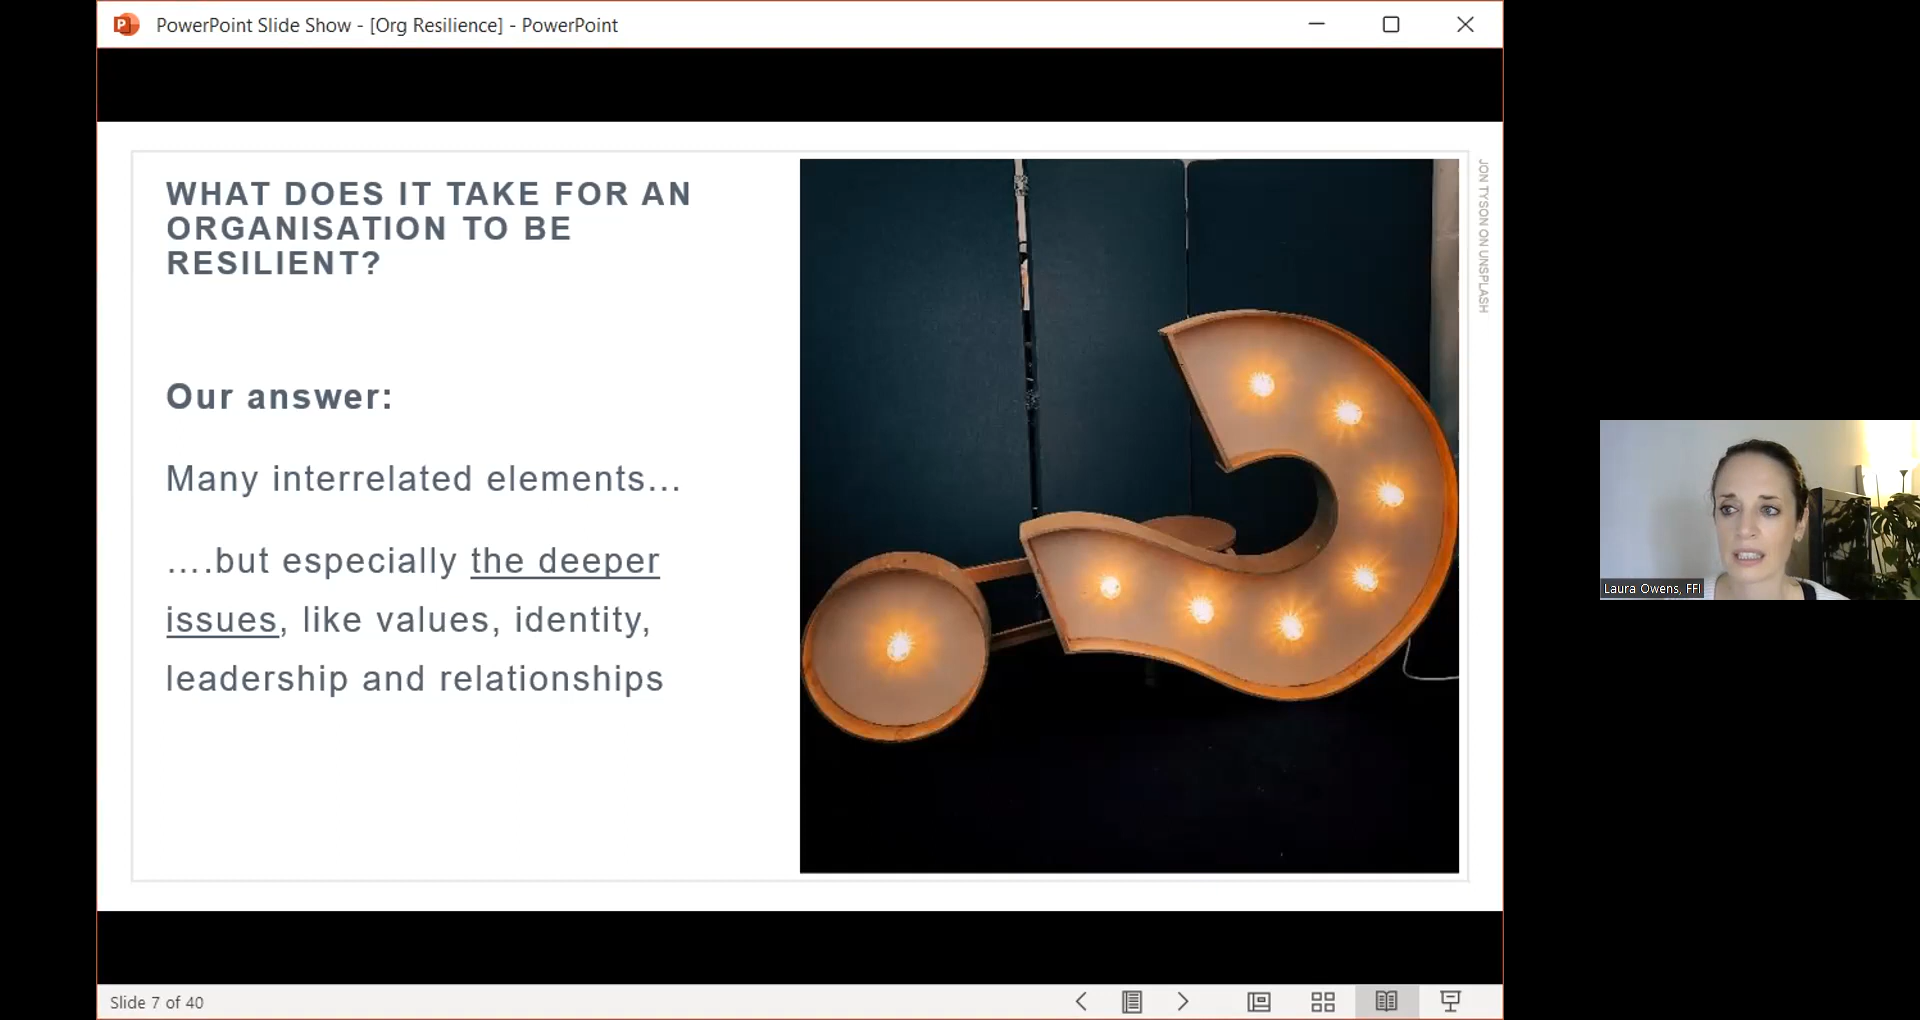 PowerPoint Slide Show - [Org Resilience] - PowerPoint
WHAT DOES IT TAKE FOR AN
ORGANISATION TO BE
RESILIENT?
Our answer:
Many interrelated elements...
....but especially the deeper
issues, like values, identity,
leadership and relationships
JON TYSON ON UNSPLASH
Laura Owens, FFI
Slide 7 of 40